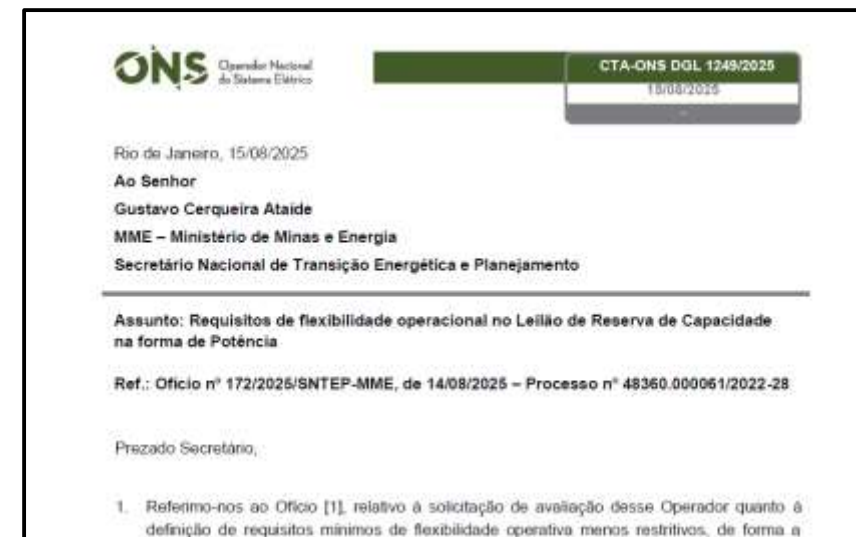 ONS Operador Nacional
do Sistema Elétrico
CTA-ONS DGL 1249/2025
15/08/2025
-
Rio de Janeiro, 15/08/2025
Ao Senhor
Gustavo Cerqueira Ataíde
MME – Ministério de Minas e Energia
Secretário Nacional de Transição Energética e Planejamento
Assunto: Requisitos de flexibilidade operacional no Leilão de Reserva de Capacidade
na forma de Potência
Ref.: Ofício nº 172/2025/SNTEP-MME, de 14/08/2025 – Processo nº 48360.000061/2022-28
Prezado Secretário,
1. Referimo-nos ao Ofício [1], relativo à solicitação de avaliação desse Operador quanto à
definição de requisitos mínimos de flexibilidade operativa menos restritivos, de forma a